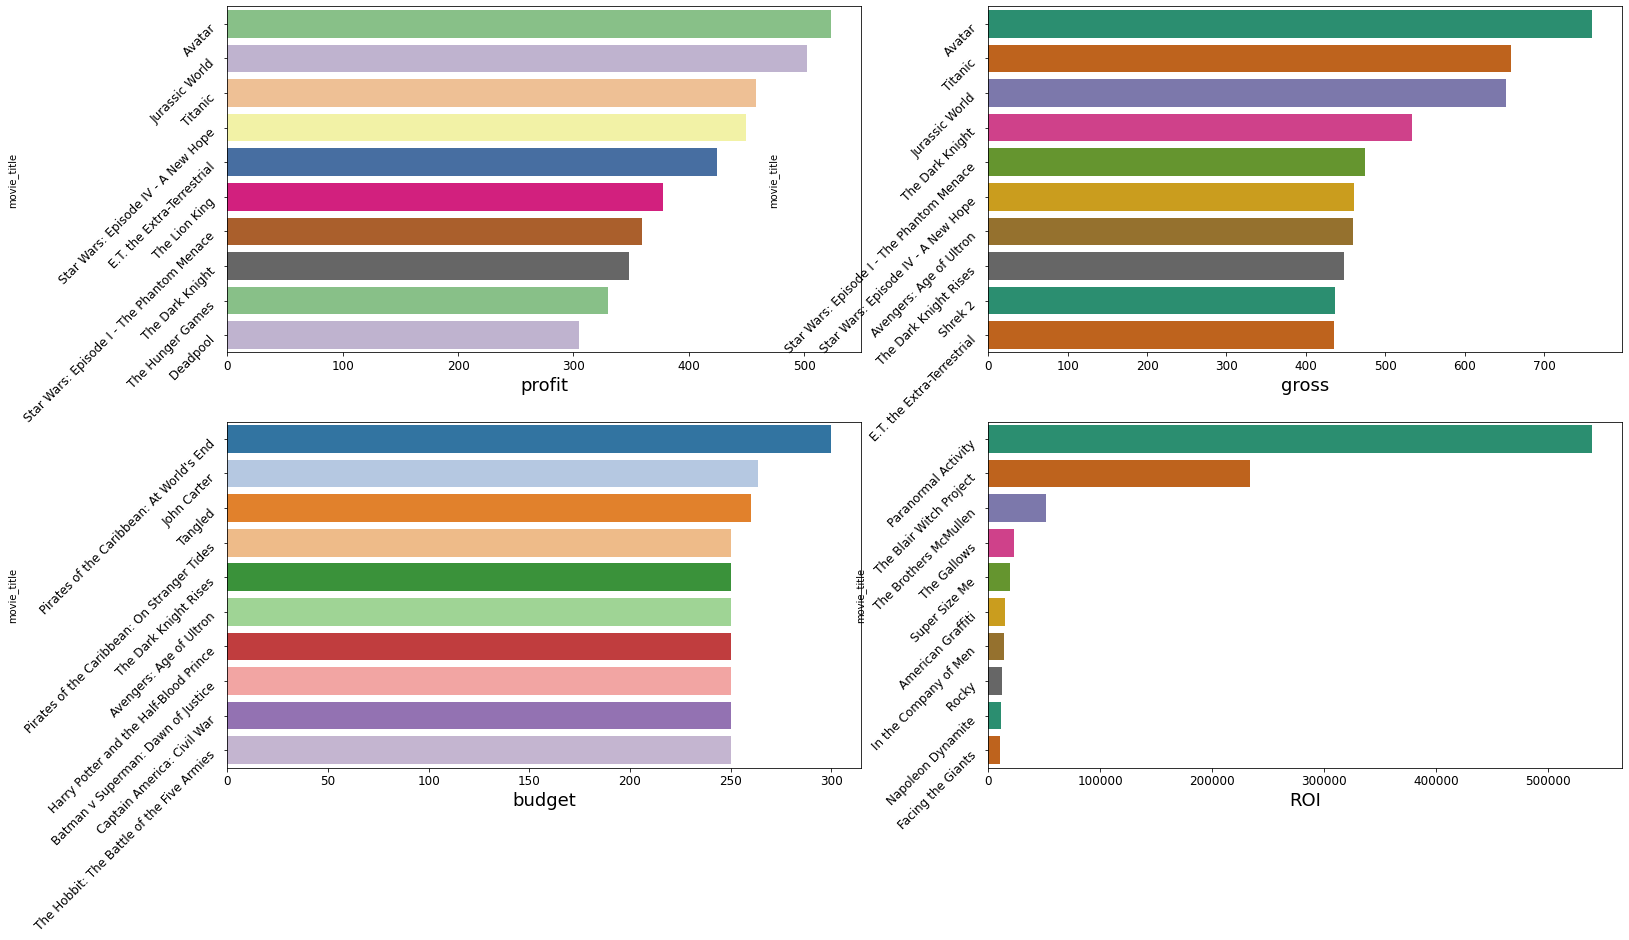 movie_title
Avatar
Jurassic World
Titanic
Star Wars: Episode IV - A New Hope
E.T. the Extra-Terrestrial
The Lion King
Star Wars: Episode I - The Phantom Menace
The Dark Knight
The Hunger Games
Deadpool
0 100 200 300 400 500
profit
movie_title
Avatar
Titanic
Jurassic World
The Dark Knight
Star Wars: Episode I - The Phantom Menace
Star Wars: Episode IV - A New Hope
Avengers: Age of Ultron
The Dark Knight Rises
Shrek 2
E.T. the Extra-Terrestrial
0 100 200 300 400 500 600 700
gross
movie_title
Pirates of the Caribbean: At World's End
John Carter
Tangled
Pirates of the Caribbean: On Stranger Tides
The Dark Knight Rises
Avengers: Age of Ultron
Harry Potter and the Half-Blood Prince
Batman v Superman: Dawn of Justice
Captain America: Civil War
The Hobbit: The Battle of the Five Armies
0 50 100 150 200 250 300
budget
movie_title
Paranormal Activity
The Blair Witch Project
The Brothers McMullen
The Gallows
Super Size Me
American Graffiti
In the Company of Men
Rocky
Napoleon Dynamite
Facing the Giants
0 100000 200000 300000 400000 500000
ROI